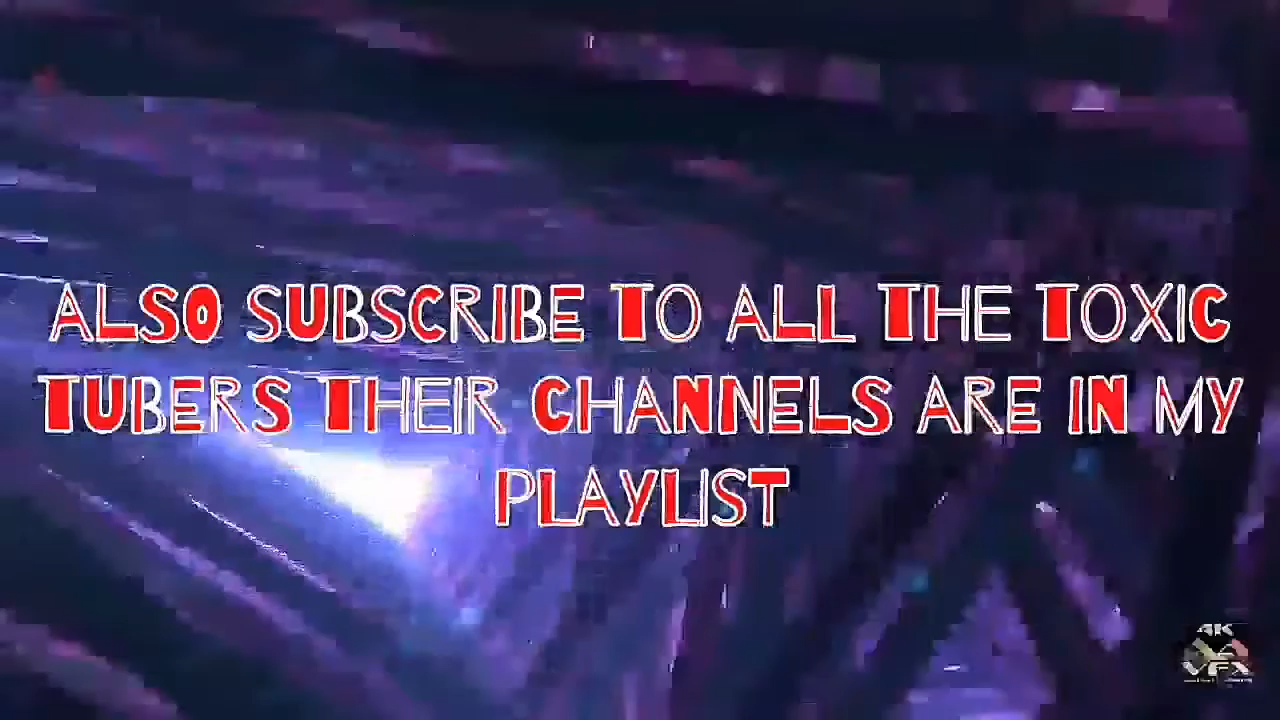 ALSO SUBSCRIBE TO ALL THE TOXIC
TUBERS THEIR CHANNELS ARE IN MY
PLAYLIST
4K
VFX